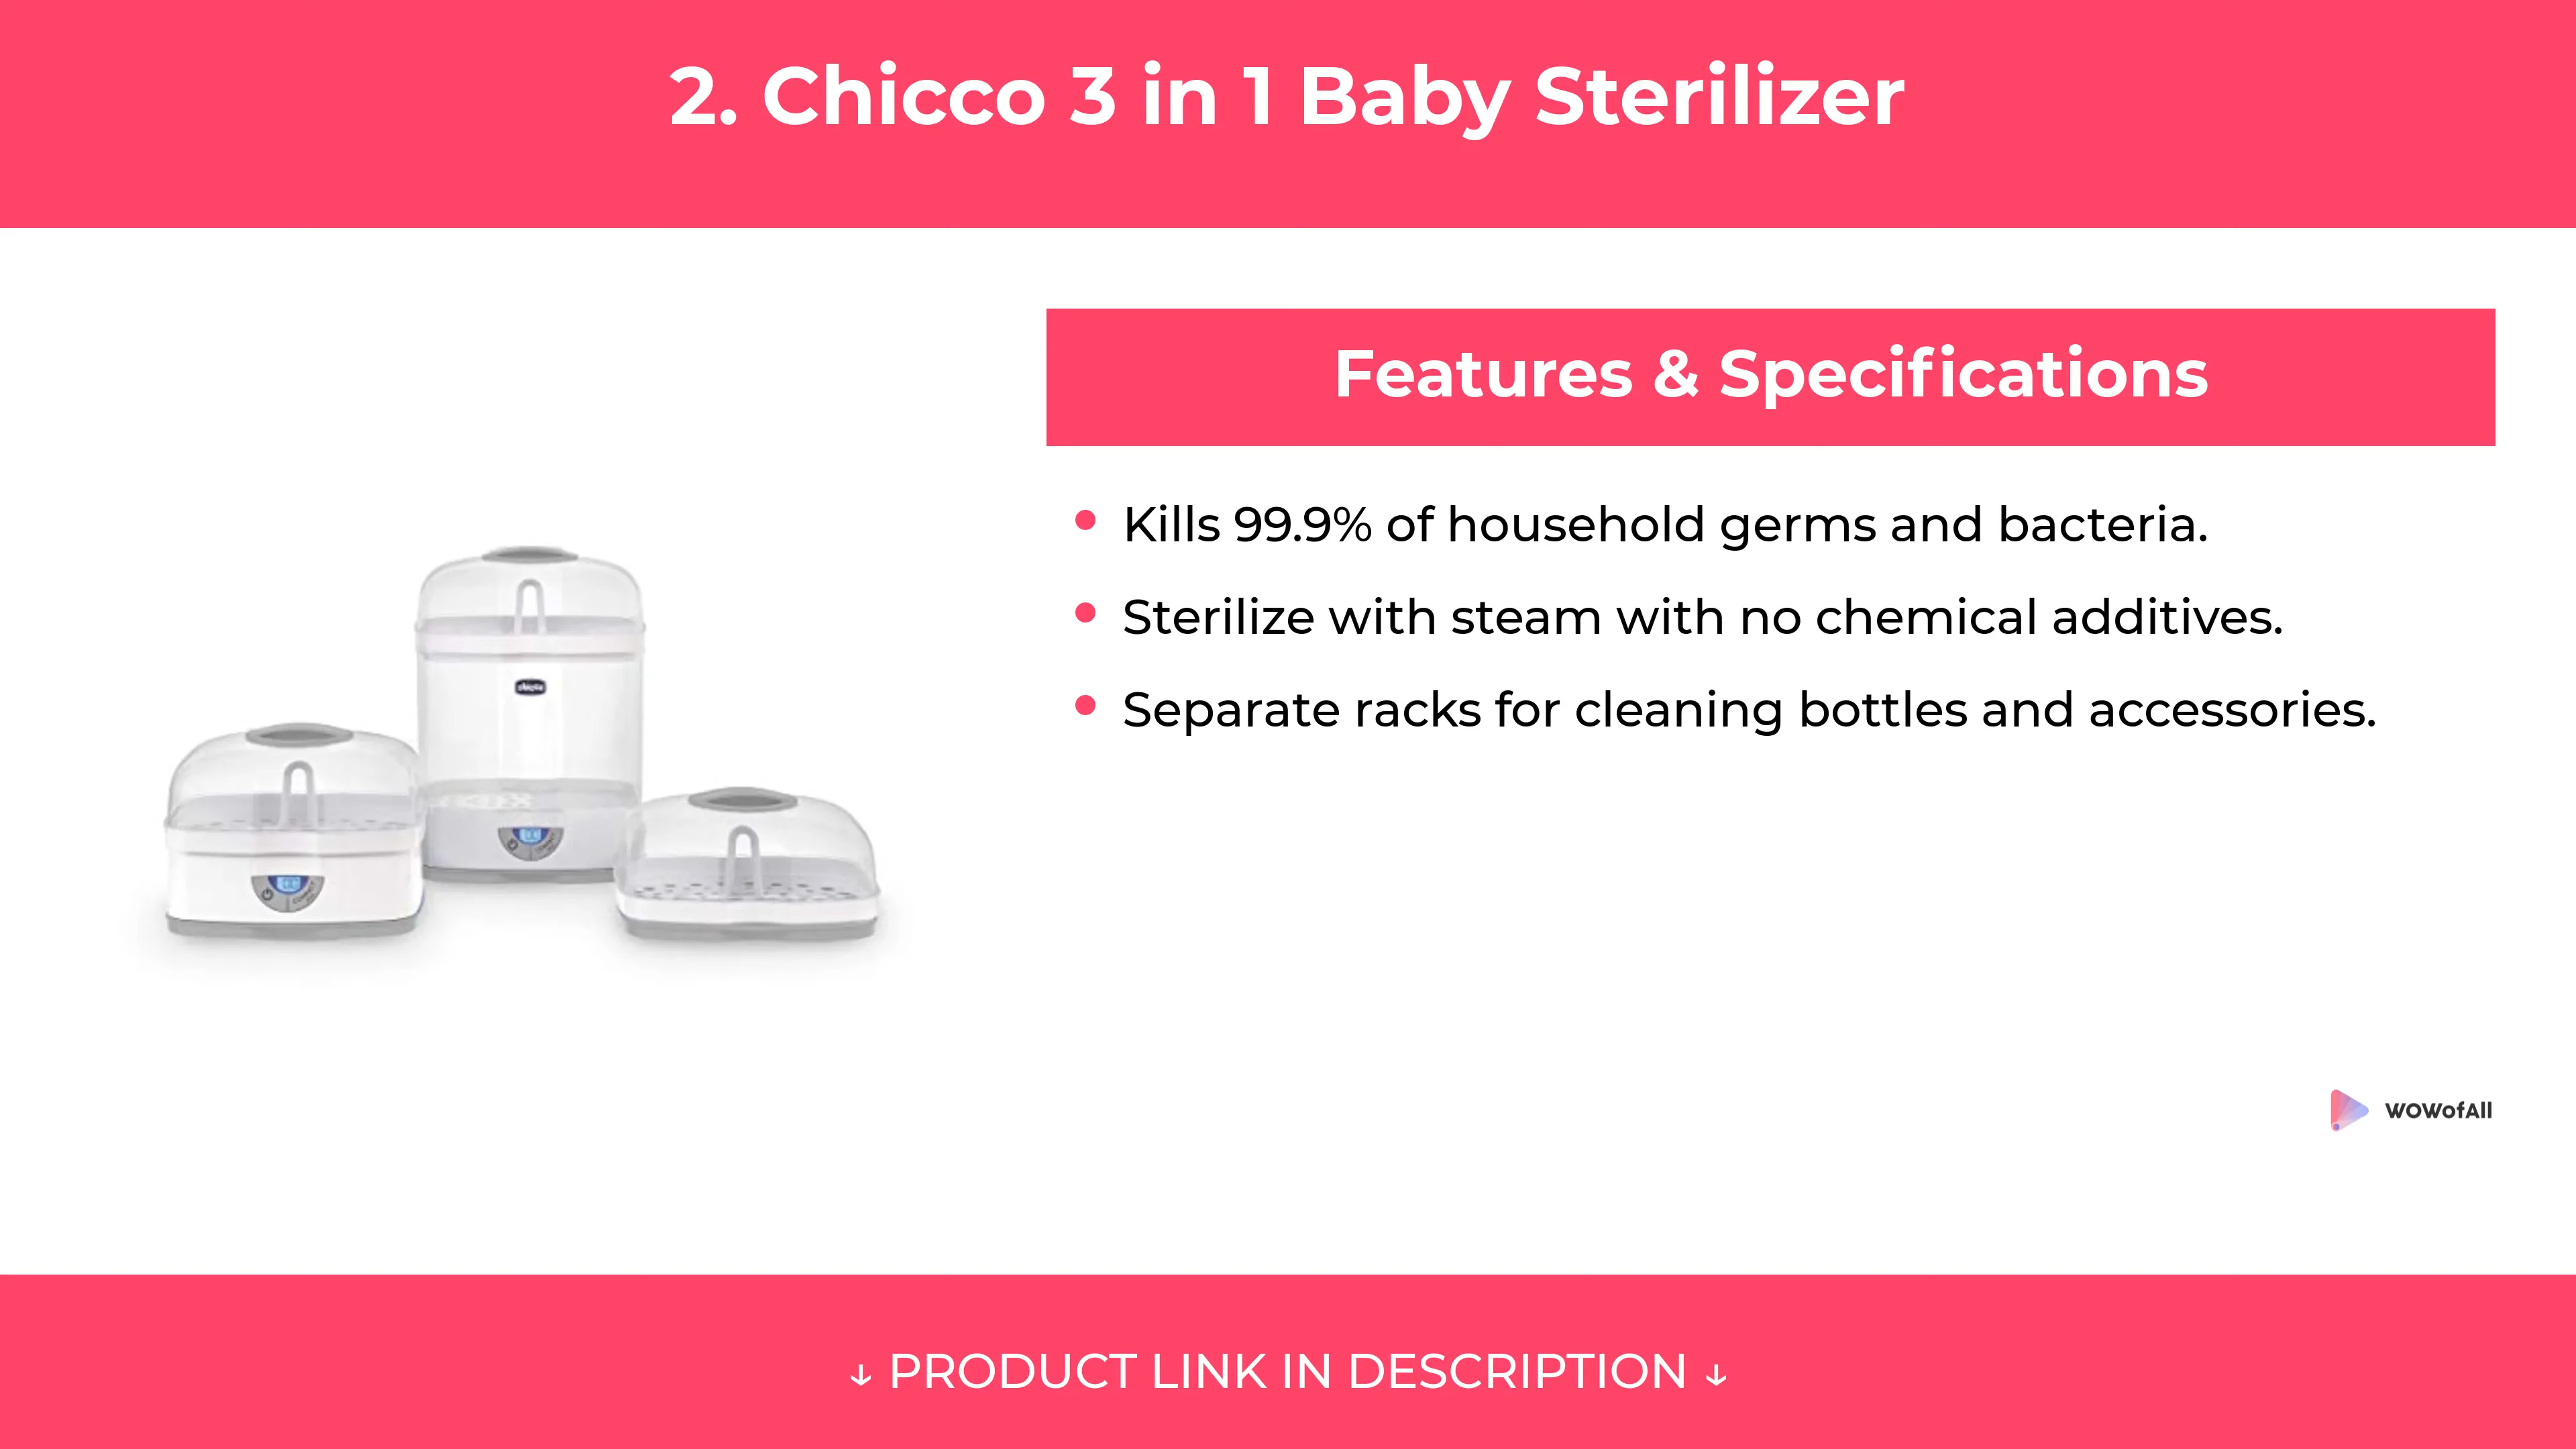 2. Chicco 3 in 1 Baby Sterilizer
Features & Specifications
Kills 99.9% of household germs and bacteria.
Sterilize with steam with no chemical additives.
Separate racks for cleaning bottles and accessories.
chicco
WOWofAll
↓ PRODUCT LINK IN DESCRIPTION ↓